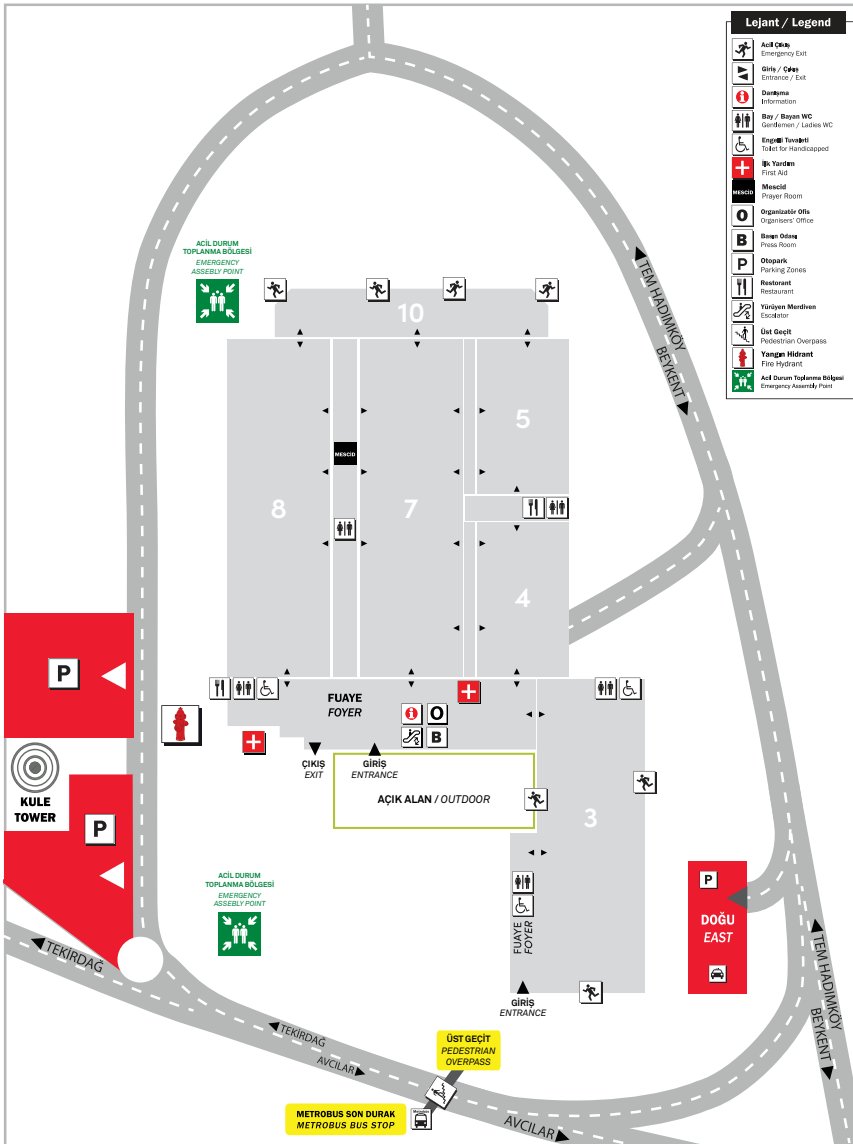 Lejant / Legend
Acil Çıkış
Emergency Exit
Giriş / Çıkış
Entrance / Exit
Danışma
Information
Bay / Bayan WC
Gentlemen / Ladies WC
Engelli Tuvaleti
Toilet for Handicapped
İlk Yardım
First Aid
MESCİD
Mescid
Prayer Room
O
Organizatör Ofis
Organisers' Office
B
Basın Odası
Press Room
P
Otopark
Parking Zones
Restorant
Restaurant
Yürüyen Merdiven
Escalator
Üst Geçit
Pedestrian Overpass
Yangın Hidrant
Fire Hydrant
Acil Durum Toplanma Bölgesi
Emergency Assembly Point
ACİL DURUM
TOPLANMA BÖLGESİ
EMERGENCY
ASSEBLY POINT
TEM HADIMKÖY
BEYKENT
10
5
MESCİD
8
7
4
P
FUAYE
FOYER
O
B
ÇIKIŞ
EXIT
GİRİŞ
ENTRANCE
KULE
TOWER
P
AÇIK ALAN / OUTDOOR
3
ACİL DURUM
TOPLANMA BÖLGESİ
EMERGENCY
ASSEBLY POINT
P
DOĞU
EAST
FUAYE
FOYER
GİRİŞ
ENTRANCE
TEM HADIMKÖY
BEYKENT
TEKİRDAĞ
TEKİRDAĞ
AVCILAR
ÜST GEÇİT
PEDESTRIAN
OVERPASS
METROBUS SON DURAK
METROBUS BUS STOP
AVCILAR